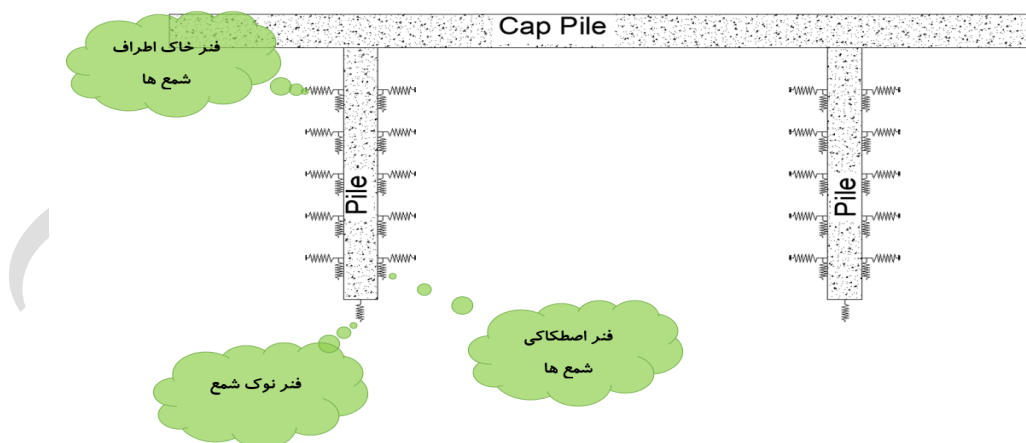 Cap Pile
فنر خاک اطراف
شمع ها
Pile
Pile
فنر اصطکاکی
شمع ها
فنر نوک شمع